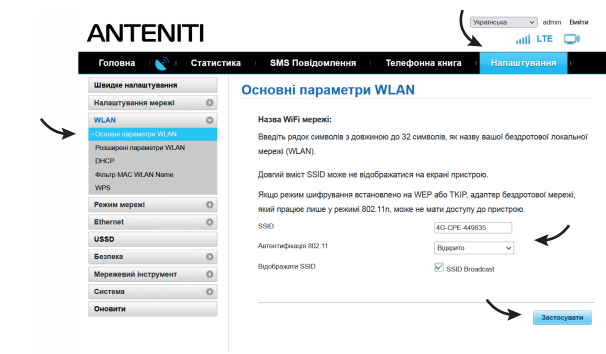 Українська admin Вийти
ANTENITI
LTE
Головна Статистика SMS Повідомлення Телефонна книга Налаштування
Швидке налаштування
Налаштування мережі
WLAN
Основні параметри WLAN
Розширені параметри WLAN
DHCP
Фільтр MAC WLAN Name
WPS
Режим мережі
Ethernet
USSD
Безпека
Мережевий інструмент
Система
Оновити
Основні параметри WLAN
Назва WiFi мережі:
Введіть рядок символів з довжиною до 32 символів, як назву вашої бездротової локальної
мережі (WLAN).
Довгий вміст SSID може не відображатися на екрані пристрою.
Якщо режим шифрування встановлено на WEP або TKIP, адаптер бездротової мережі,
який працює лише у режимі 802.11n, може не мати доступу до пристрою.
SSID 4G-CPE-449835
Автентифікація 802.11 Відкрито
Відображати SSID SSID Broadcast
Застосувати